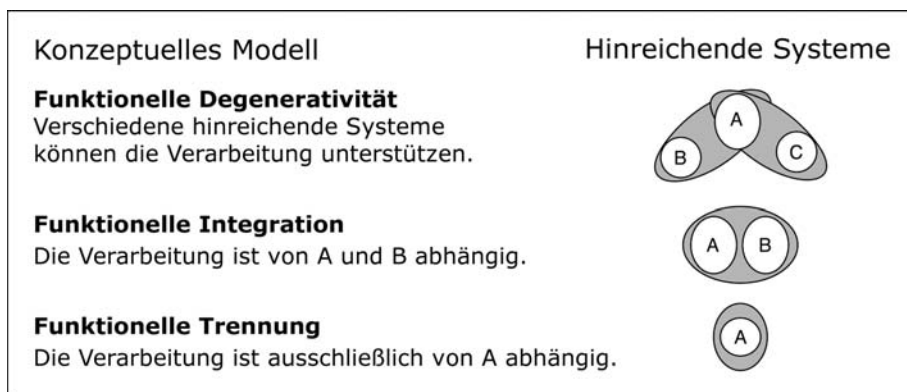 Konzeptuelles Modell
Hinreichende Systeme
Funktionelle Degenerativität
Verschiedene hinreichende Systeme
können die Verarbeitung unterstützen.
A
B
C
Funktionelle Integration
Die Verarbeitung ist von A und B abhängig.
A
B
Funktionelle Trennung
Die Verarbeitung ist ausschließlich von A abhängig.
A